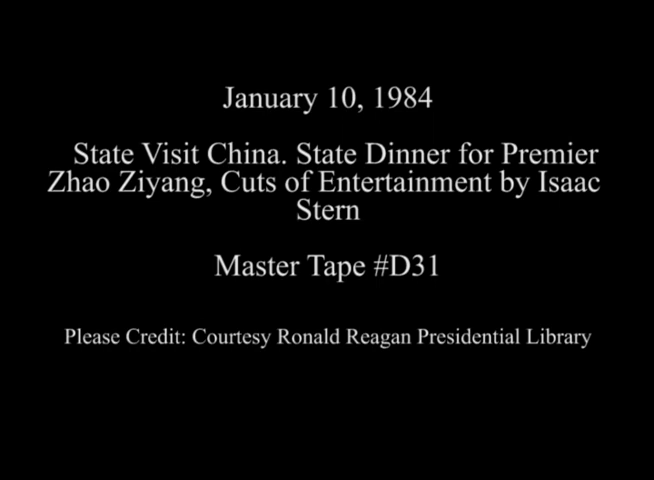 January 10, 1984
State Visit China. State Dinner for Premier
Zhao Ziyang, Cuts of Entertainment by Isaac
Stern
Master Tape #D31
Please Credit: Courtesy Ronald Reagan Presidential Library